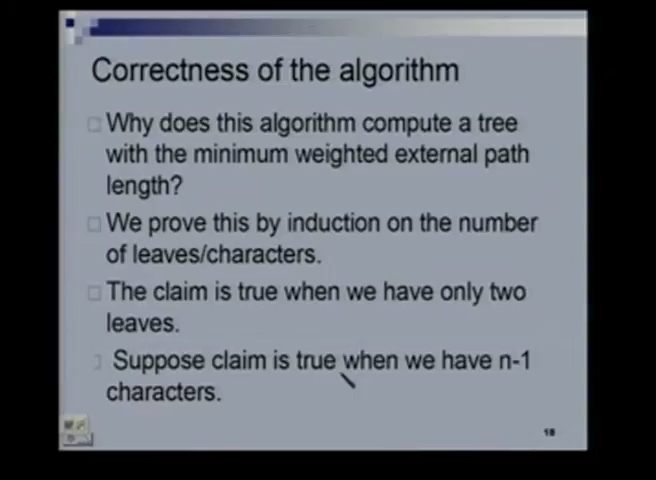 Correctness of the algorithm
Why does this algorithm compute a tree
with the minimum weighted external path
length?
We prove this by induction on the number
of leaves/characters.
The claim is true when we have only two
leaves.
Suppose claim is true when we have n-1
characters.
18